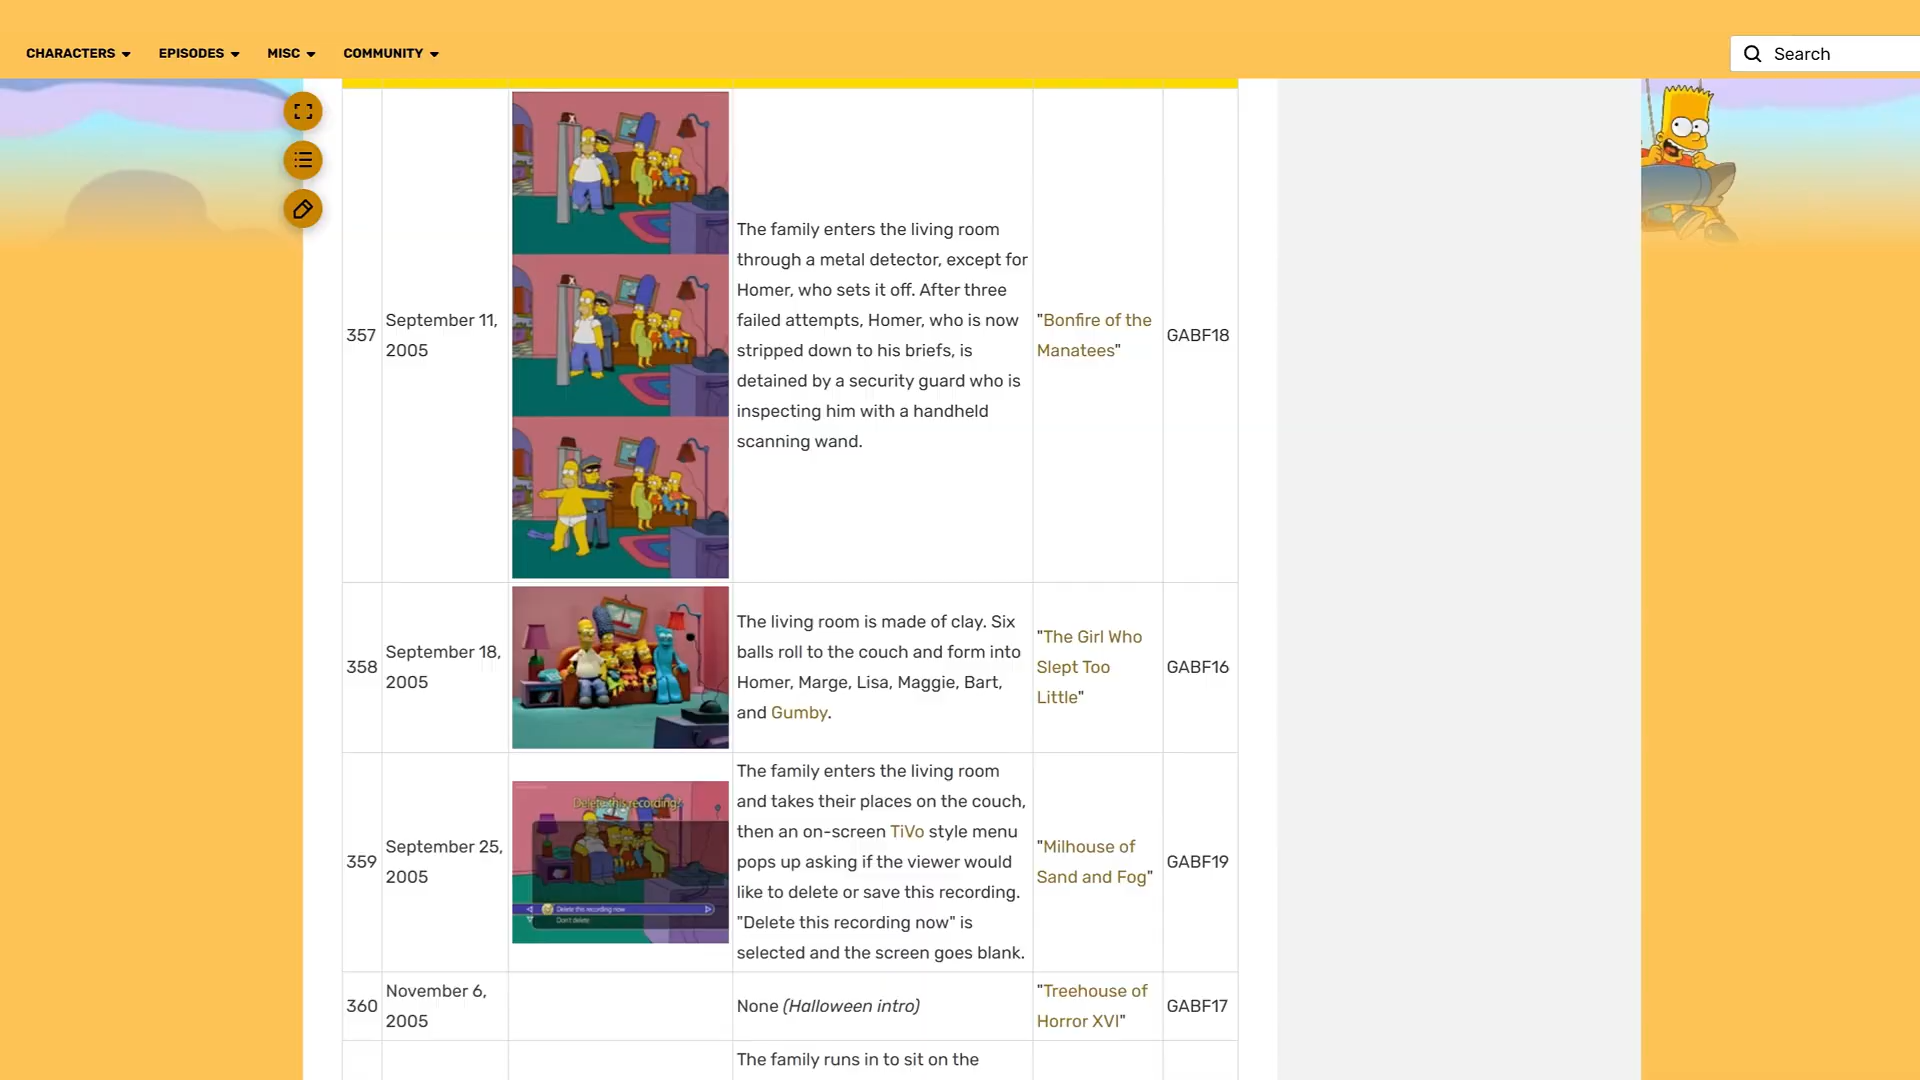 CHARACTERS
EPISODES
MISC
COMMUNITY
Search
357
September 11,
2005
The family enters the living room
through a metal detector, except for
Homer, who sets it off. After three
failed attempts, Homer, who is now
stripped down to his briefs, is
detained by a security guard who is
inspecting him with a handheld
scanning wand.
"Bonfire of the
Manatees"
GABF18
358
September 18,
2005
The living room is made of clay. Six
balls roll to the couch and form into
Homer, Marge, Lisa, Maggie, Bart,
and Gumby.
"The Girl Who
Slept Too
Little"
GABF16
359
September 25,
2005
Delete this recording?
Delete this recording now
Don't delete
The family enters the living room
and takes their places on the couch,
then an on-screen TiVo style menu
pops up asking if the viewer would
like to delete or save this recording.
"Delete this recording now" is
selected and the screen goes blank.
"Milhouse of
Sand and Fog"
GABF19
360
November 6,
2005
None (Halloween intro)
"Treehouse of
Horror XVI"
GABF17
The family runs in to sit on the